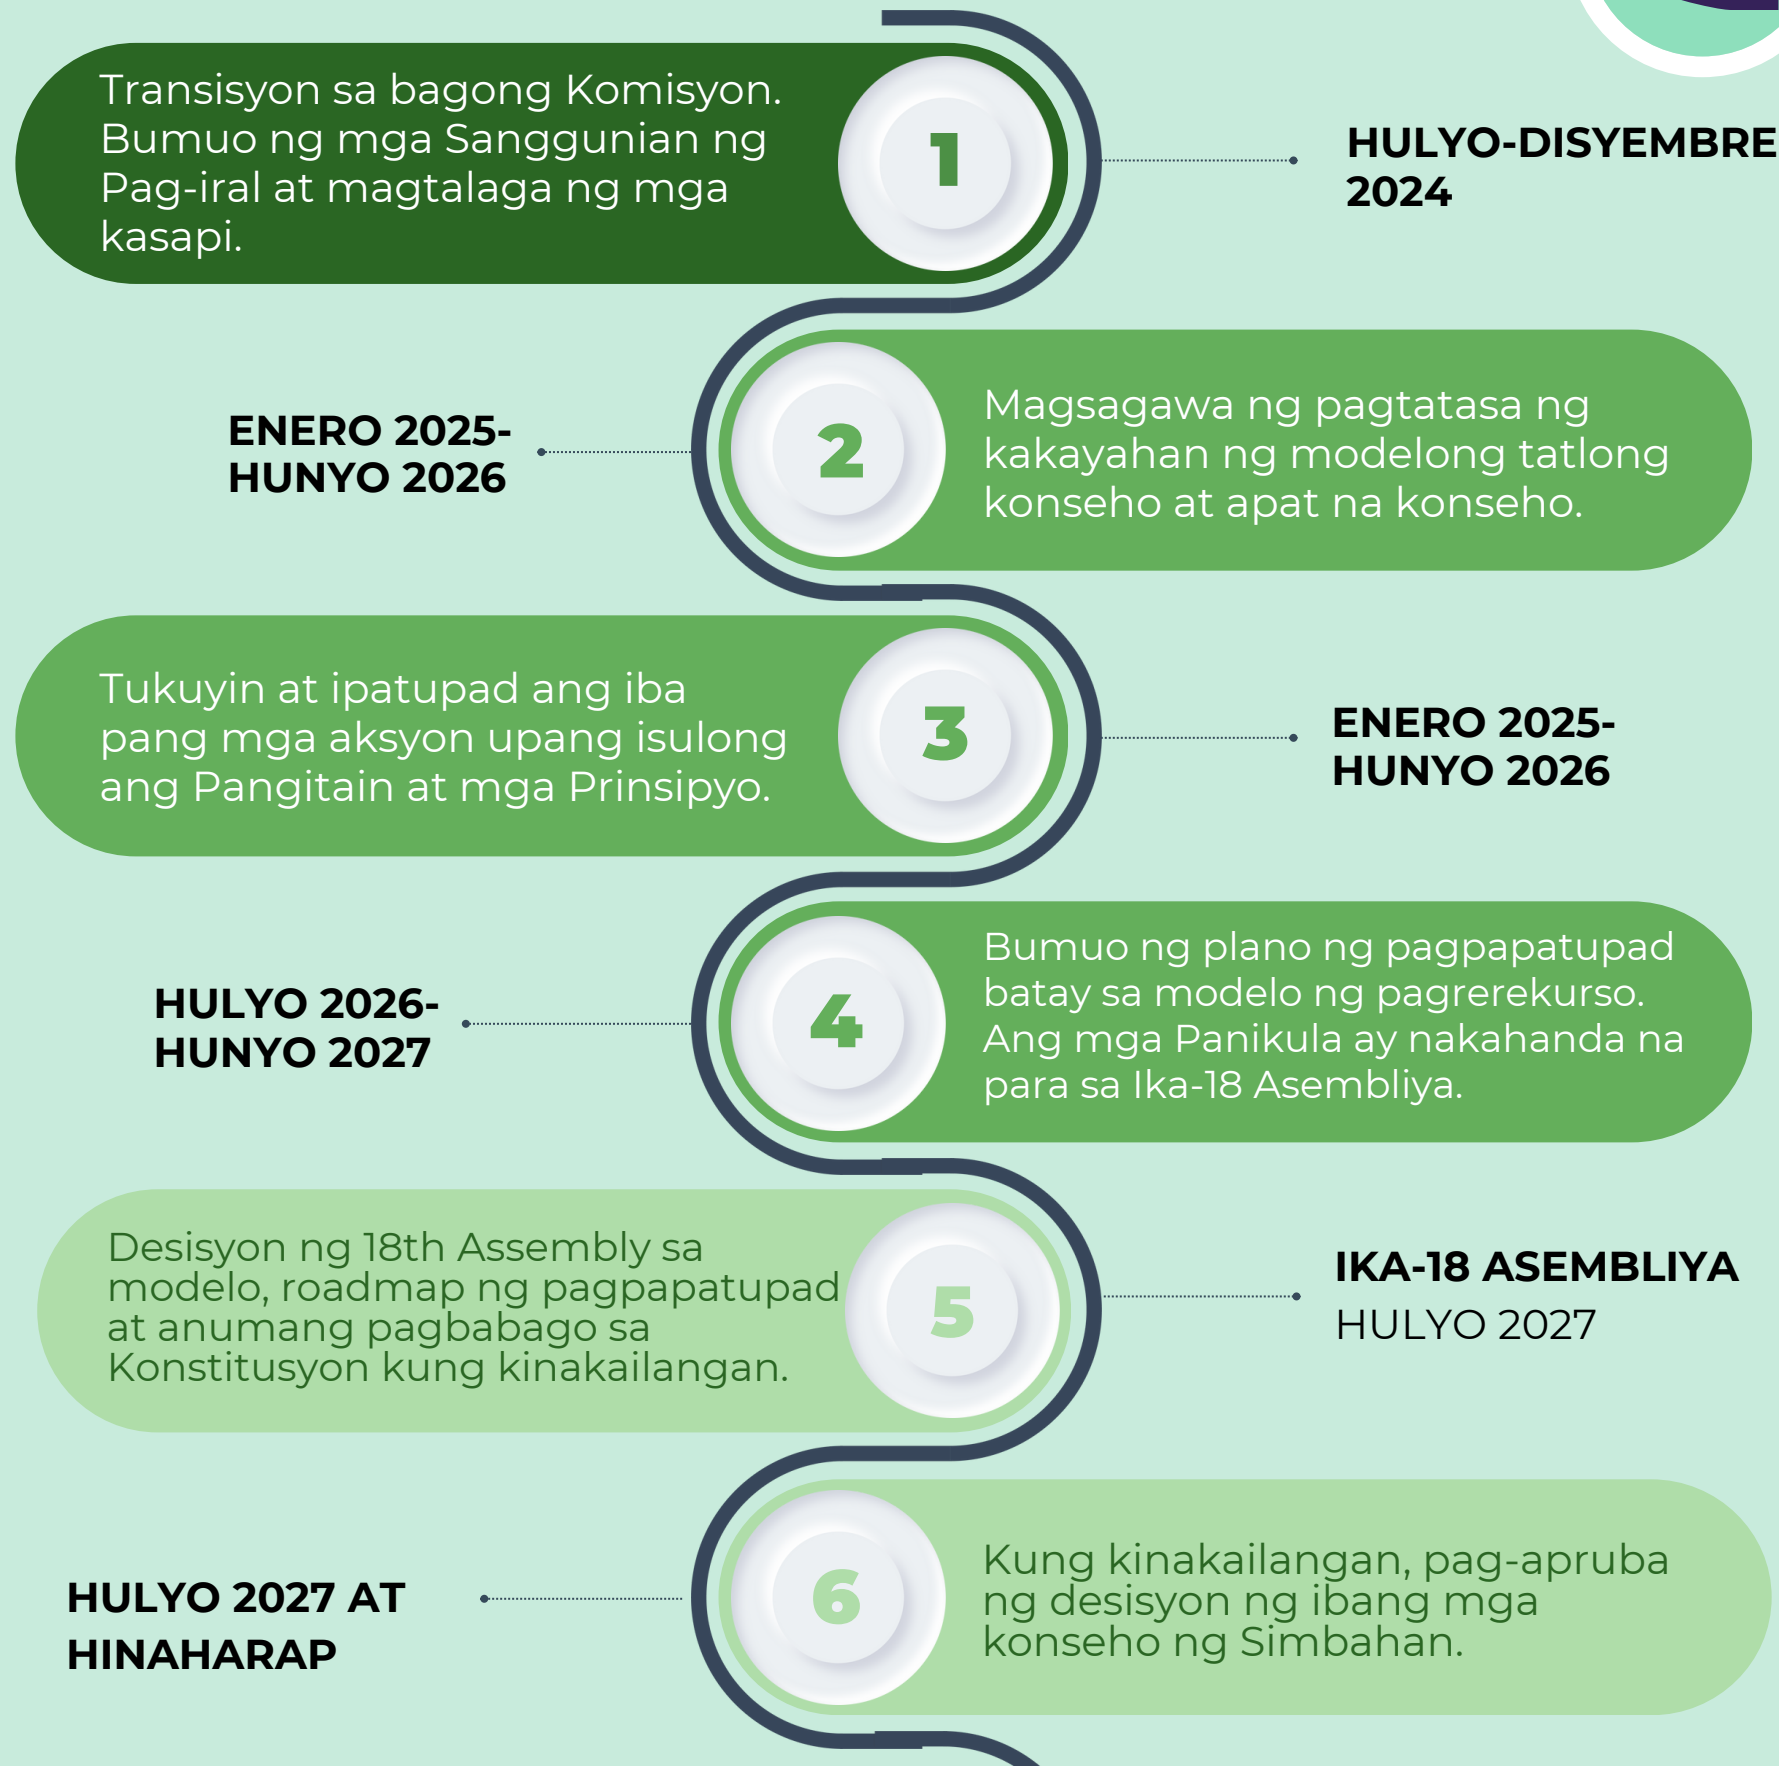 Transisyon sa bagong Komisyon.
Bumuo ng mga Sanggunian ng
Pag-iral at magtalaga ng mga
kasapi.
1
HULYO-DISYEMBRE
2024
ENERO 2025-
HUNYO 2026
2
Magsagawa ng pagtatasa ng
kakayahan ng modelong tatlong
konseho at apat na konseho.
Tukuyin at ipatupad ang iba
pang mga aksyon upang isulong
ang Pangitain at mga Prinsipyo.
3
ENERO 2025-
HUNYO 2026
HULYO 2026-
HUNYO 2027
4
Bumuo ng plano ng pagpapatupad
batay sa modelo ng pagrerekurso.
Ang mga Panikula ay nakahanda na
para sa Ika-18 Asembliya.
Desisyon ng 18th Assembly sa
modelo, roadmap ng pagpapatupad
at anumang pagbabago sa
Konstitusyon kung kinakailangan.
5
IKA-18 ASEMBLIYA
HULYO 2027
HULYO 2027 AT
HINAHARAP
6
Kung kinakailangan, pag-apruba
ng desisyon ng ibang mga
konseho ng Simbahan.